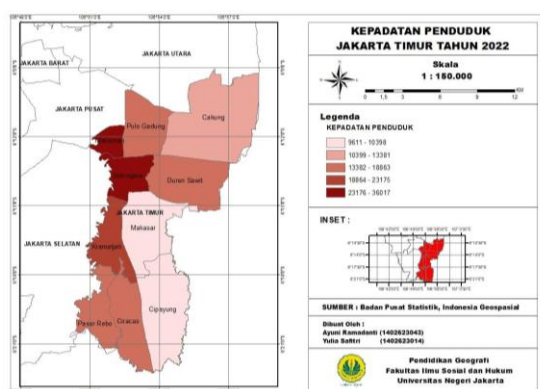 KEPADATAN PENDUDUK
JAKARTA TIMUR TAHUN 2022
Skala
1 : 150.000
Legenda
KEPADATAN PENDUDUK
9611 - 10398
10399 - 13381
13382 - 18863
18864 - 23175
23176 - 36017
INSET :
SUMBER : Badan Pusat Statistik, Indonesia Geospasial
Dibuat Oleh :
Ayuni Ramadanti (1402623043)
Yulia Safitri (1402623014)
Pendidikan Geografi
Fakultas Ilmu Sosial dan Hukum
Universitas Negeri Jakarta
JAKARTA UTARA
JAKARTA BARAT
JAKARTA PUSAT
Cakung
Pulo Gadung
Duren Sawit
JAKARTA TIMUR
Makasar
JAKARTA SELATAN
Kramatjati
Cipayung
Pasar Rebo
Ciracas